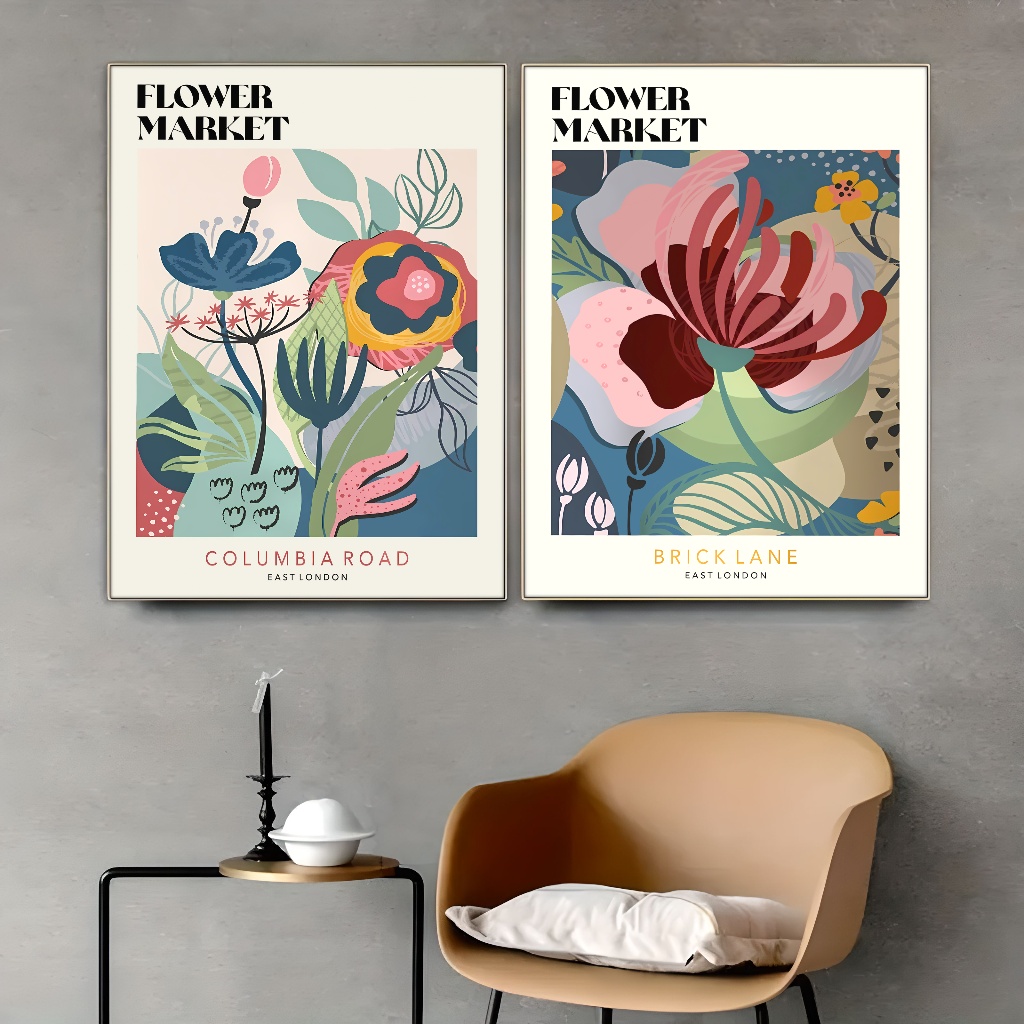 FLOWER
MARKET
COLUMBIA ROAD
EAST LONDON
FLOWER
MARKET
BRICK LANE
EAST LONDON